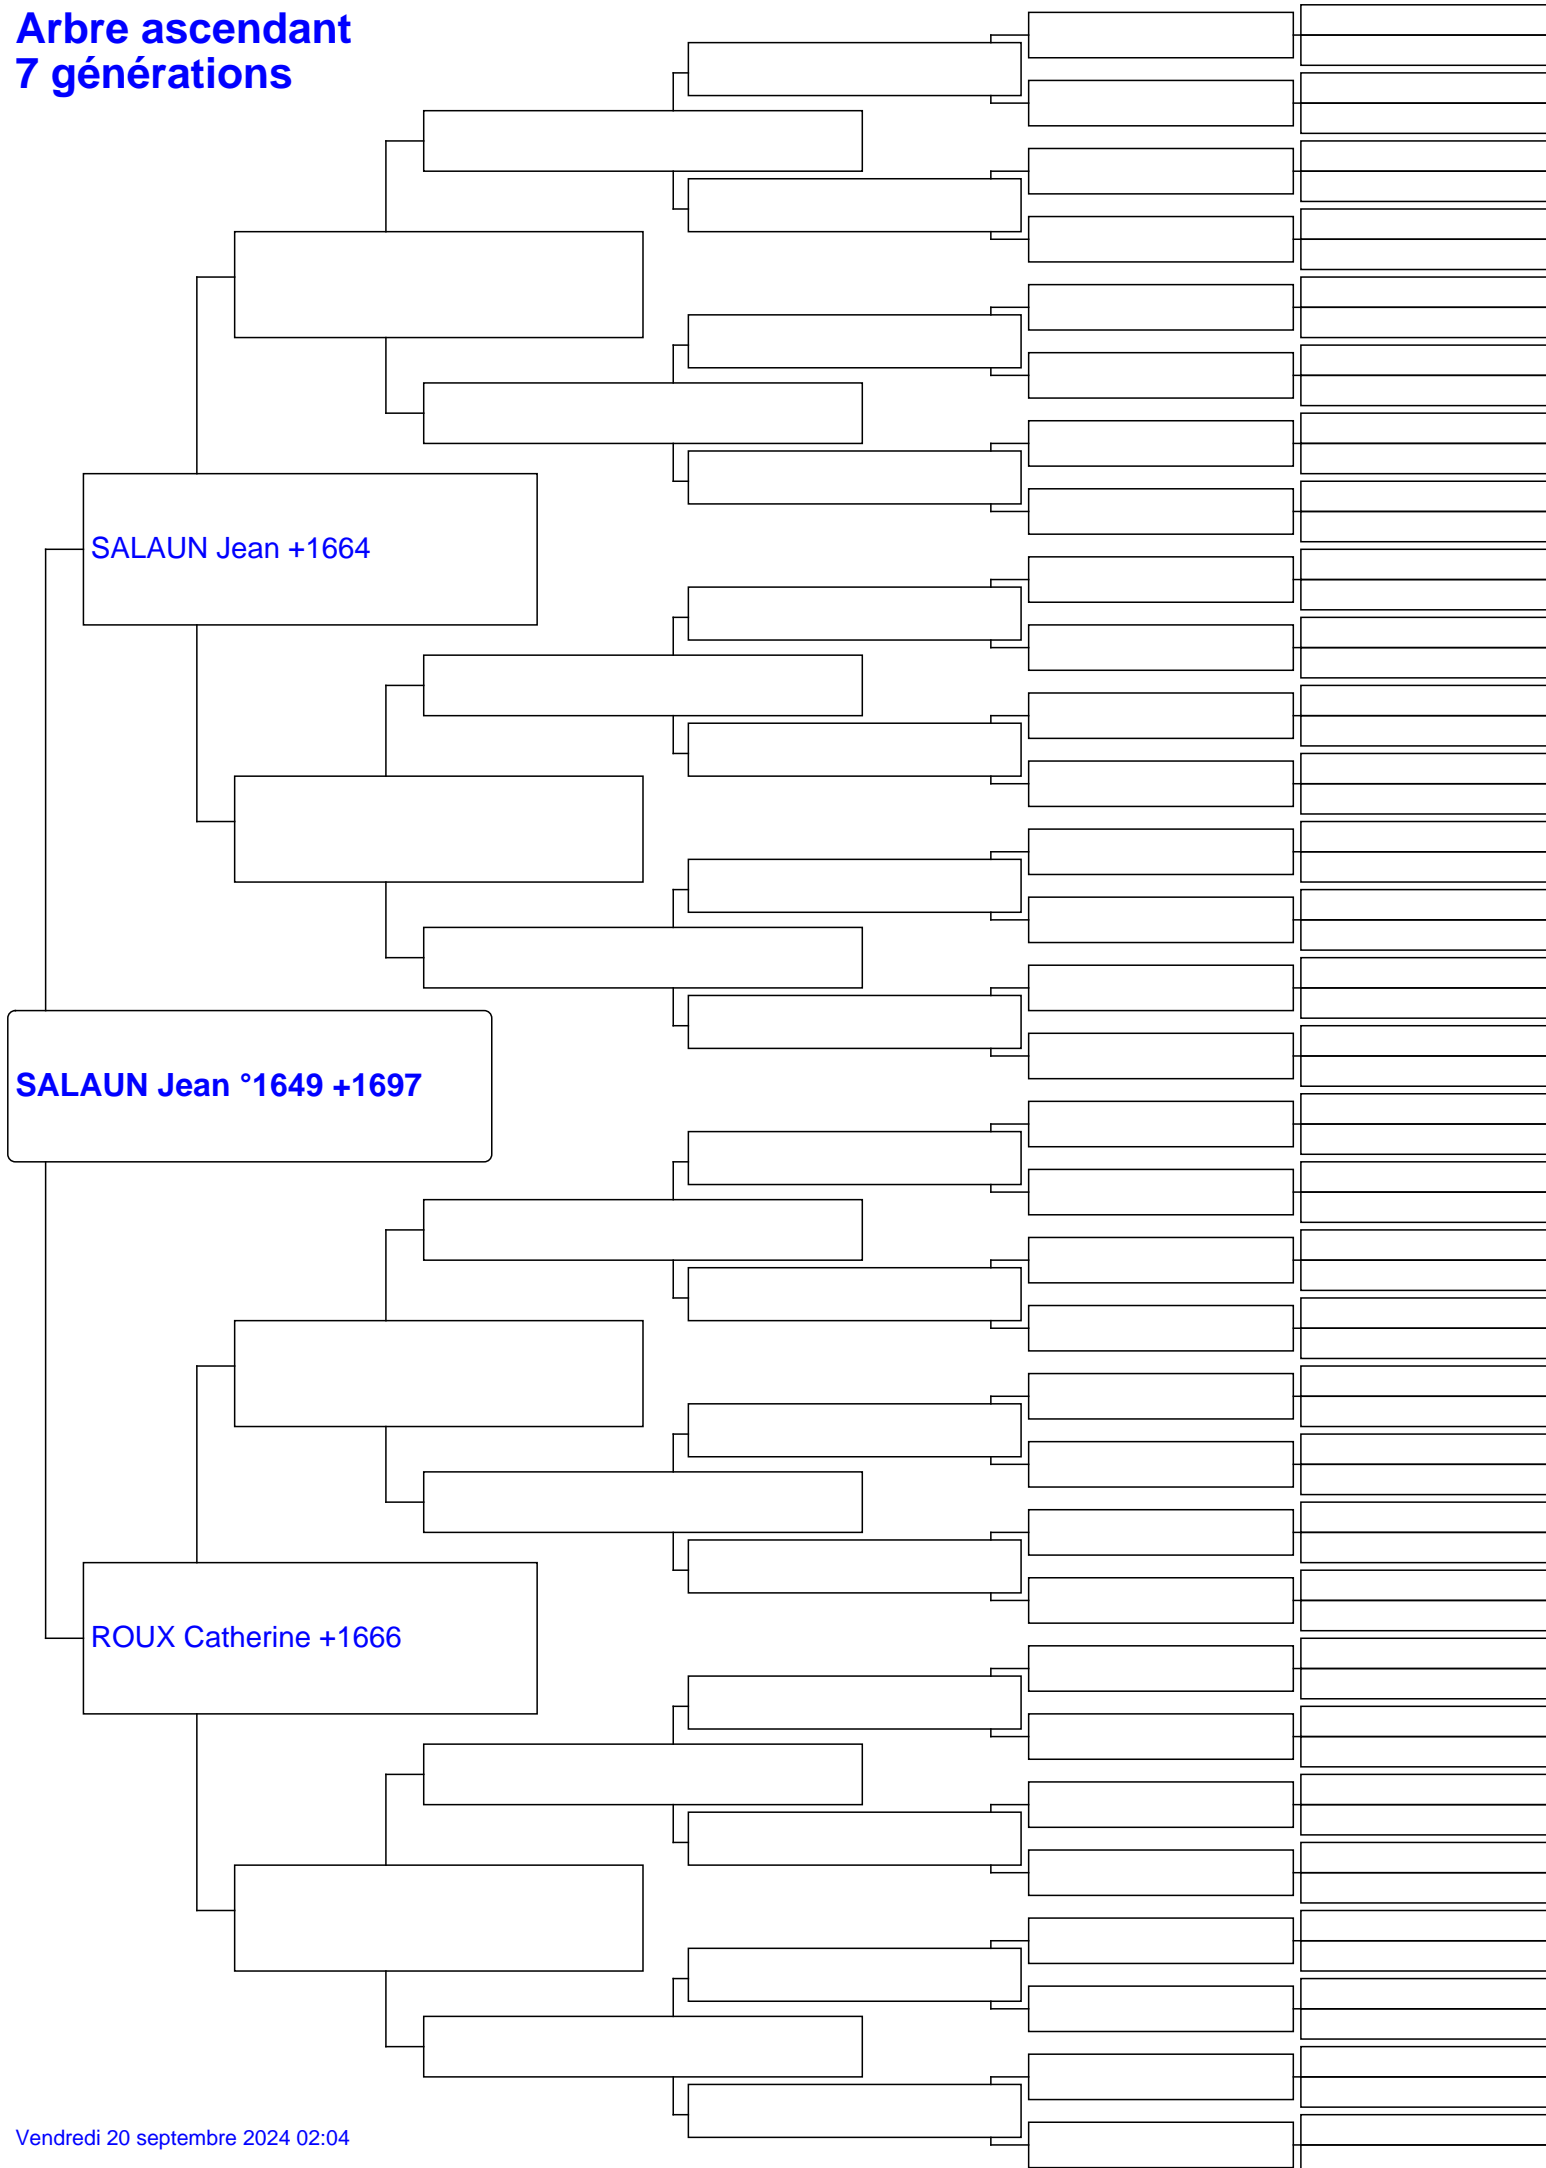 Arbre ascendant
7 générations
SALAUN Jean +1664
SALAUN Jean °1649 +1697
ROUX Catherine +1666
Vendredi 20 septembre 2024 02:04